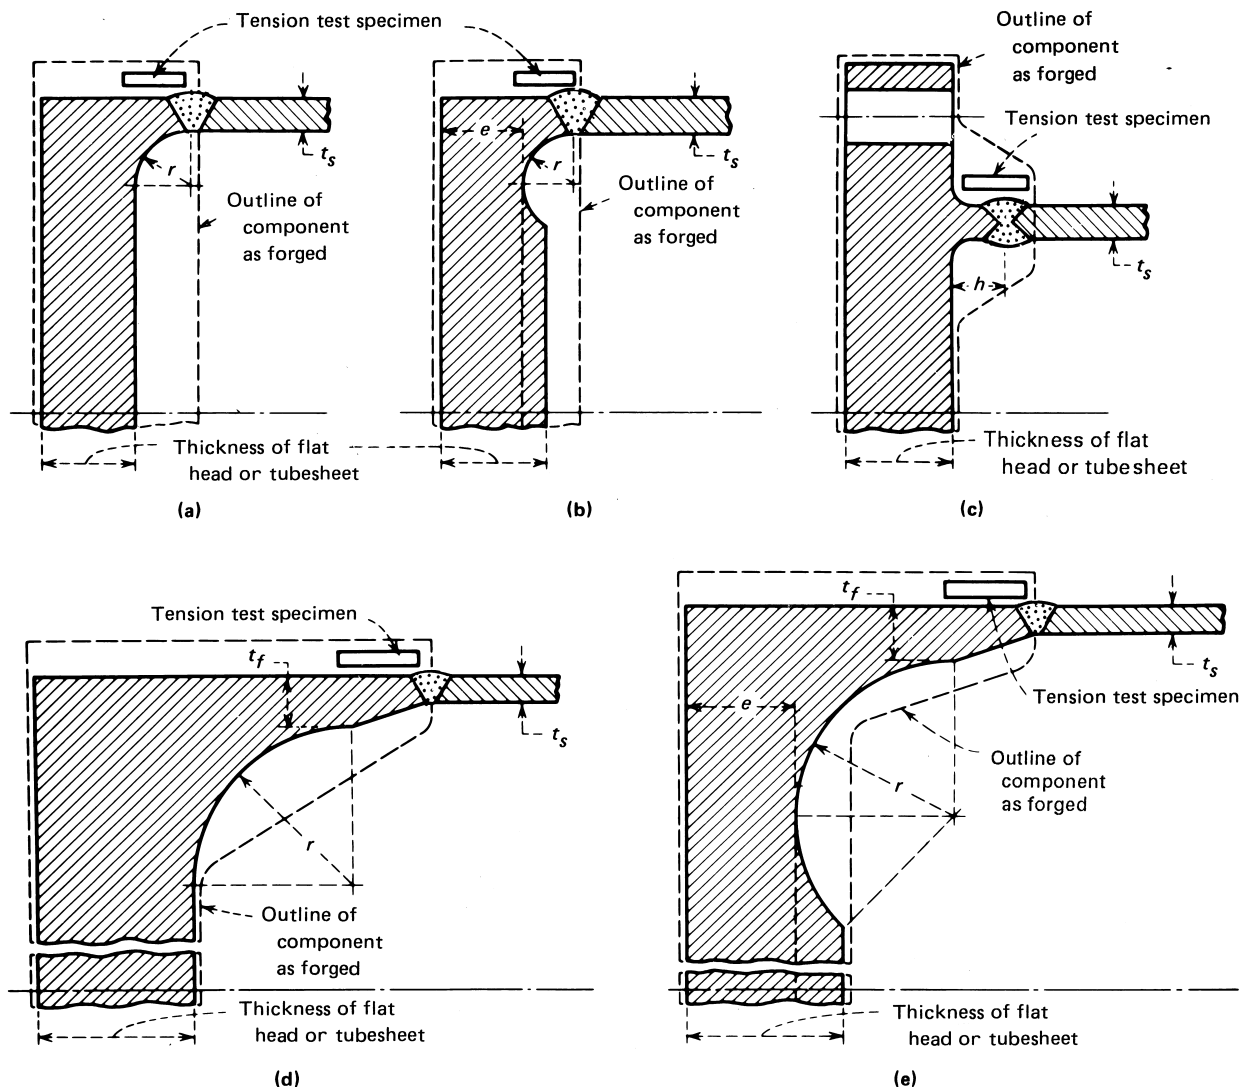 Tension test specimen
Outline of
component
as forged
Tension test specimen
e
r
r
t_s
t_s
Outline of
component
as forged
Outline of
component
as forged
t_s
h
Thickness of flat
head or tubesheet
Thickness of flat
head or tubesheet
(a)
(b)
(c)
Tension test specimen
t_f
t_s
r
Outline of
component
as forged
Thickness of flat
head or tubesheet
(d)
t_f
t_s
Tension test specimen
e
Outline of
component
as forged
r
Thickness of flat
head or tubesheet
(e)